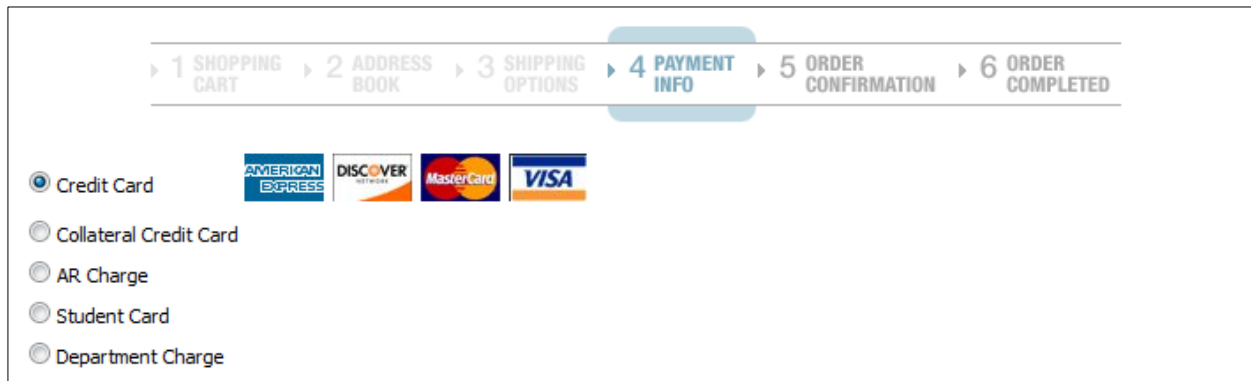 1 SHOPPING CART 2 ADDRESS BOOK 3 SHIPPING OPTIONS 4 PAYMENT INFO 5 ORDER CONFIRMATION 6 ORDER COMPLETED
Credit Card AMERICAN EXPRESS DISCOVER NETWORK MasterCard VISA
Collateral Credit Card
AR Charge
Student Card
Department Charge